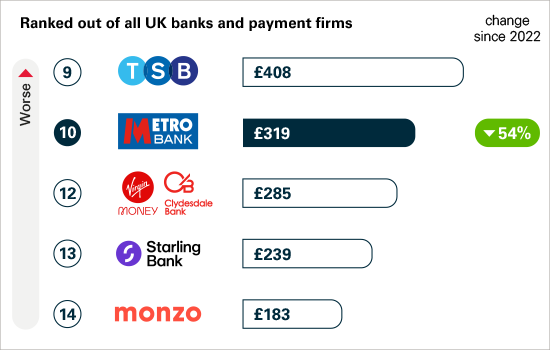 Ranked out of all UK banks and payment firms
change
since 2022
Worse
9
TSB
£408
10
METRO
BANK
£319
54%
12
Virgin
MONEY
CB
Clydesdale
Bank
£285
13
Starling
Bank
£239
14
monzo
£183